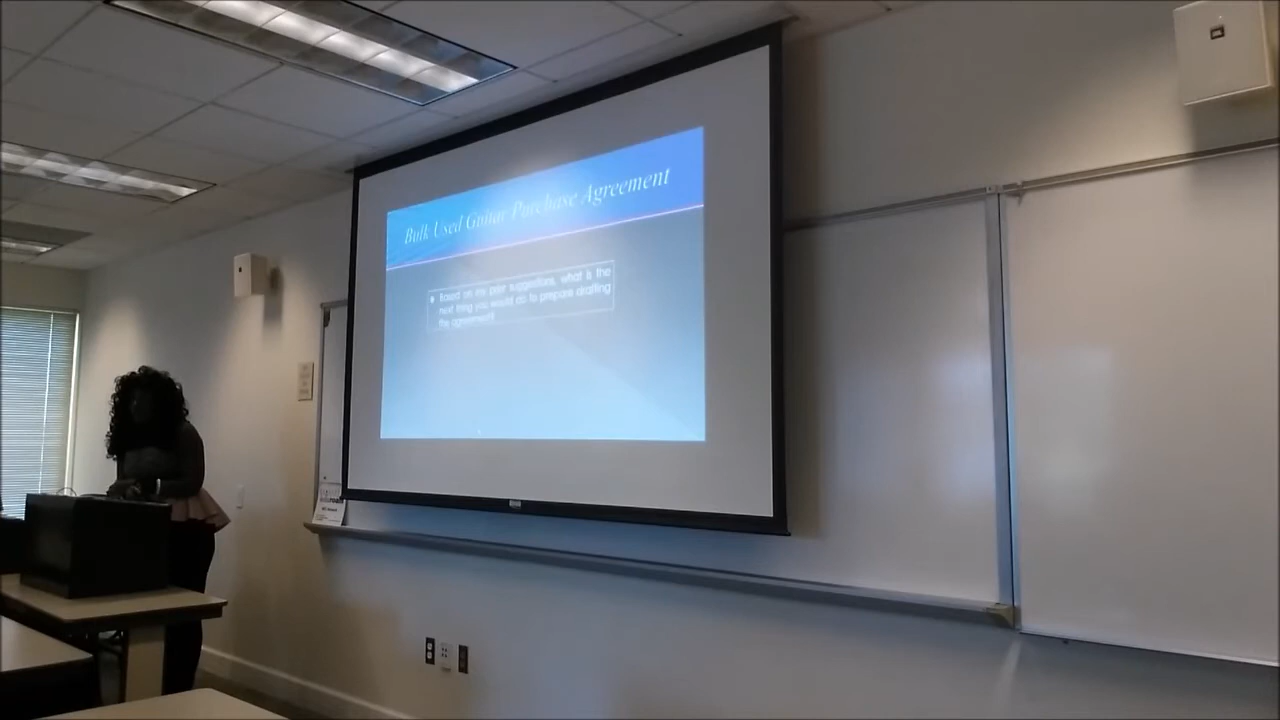 Bulk Used Guitar Purchase Agreement
Based on my prior suggestions, what is the
next thing you would do to prepare drafting
the agreement?